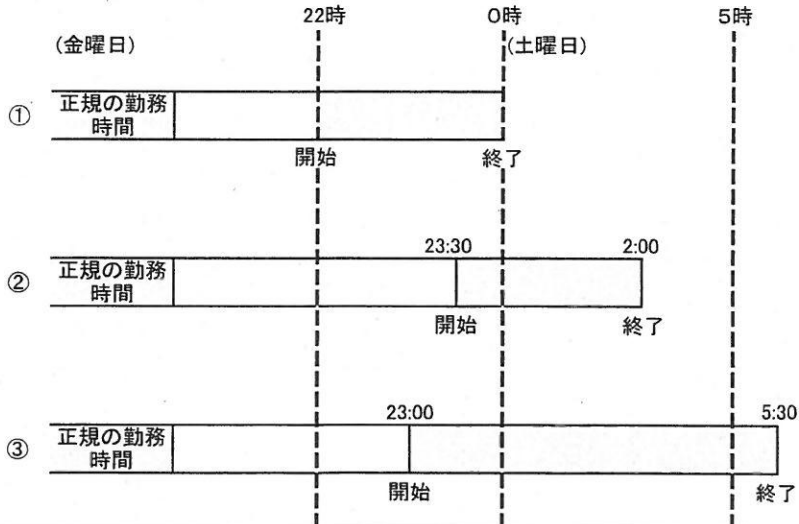 22時
0時
5時
(金曜日)
(土曜日)
①
正規の勤務
時間
開始
終了
23:30
2:00
②
正規の勤務
時間
開始
終了
23:00
5:30
③
正規の勤務
時間
開始
終了